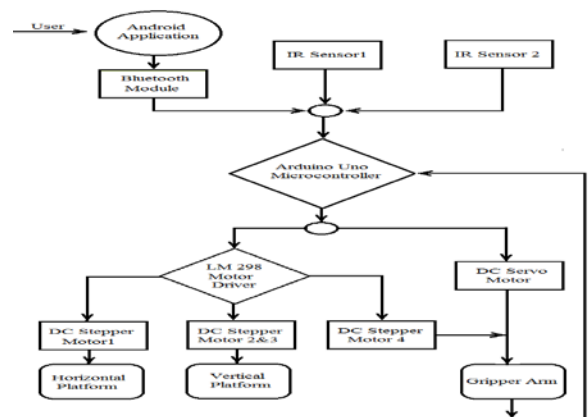 User
Android
Application
Bluetooth
Module
IR Sensor1
IR Sensor 2
Arduino Uno
Microcontroller
LM 298
Motor
Driver
DC Servo
Motor
DC Stepper
Motor1
DC Stepper
Motor 2&3
DC Stepper
Motor 4
Horizontal
Platform
Vertical
Platform
Gripper Arm